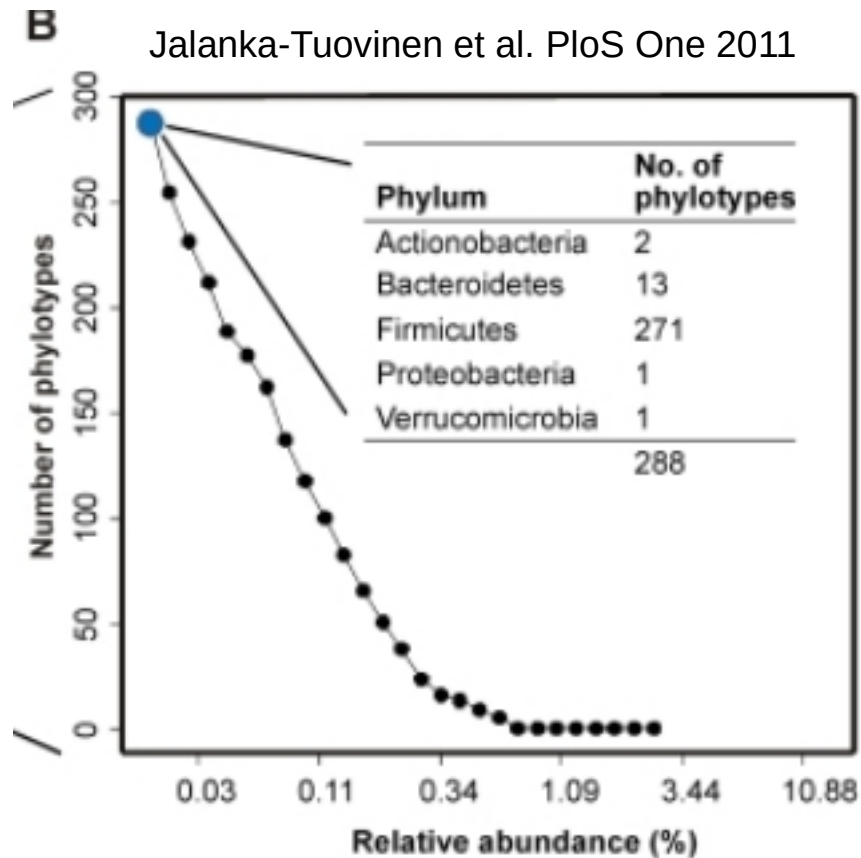 B
Jalanka-Tuovinen et al. PloS One 2011
300
250
200
150
100
50
0
Number of phylotypes
Phylum No. of phylotypes
Actionobacteria 2
Bacteroidetes 13
Firmicutes 271
Proteobacteria 1
Verrucomicrobia 1
288
0.03 0.11 0.34 1.09 3.44 10.88
Relative abundance (%)